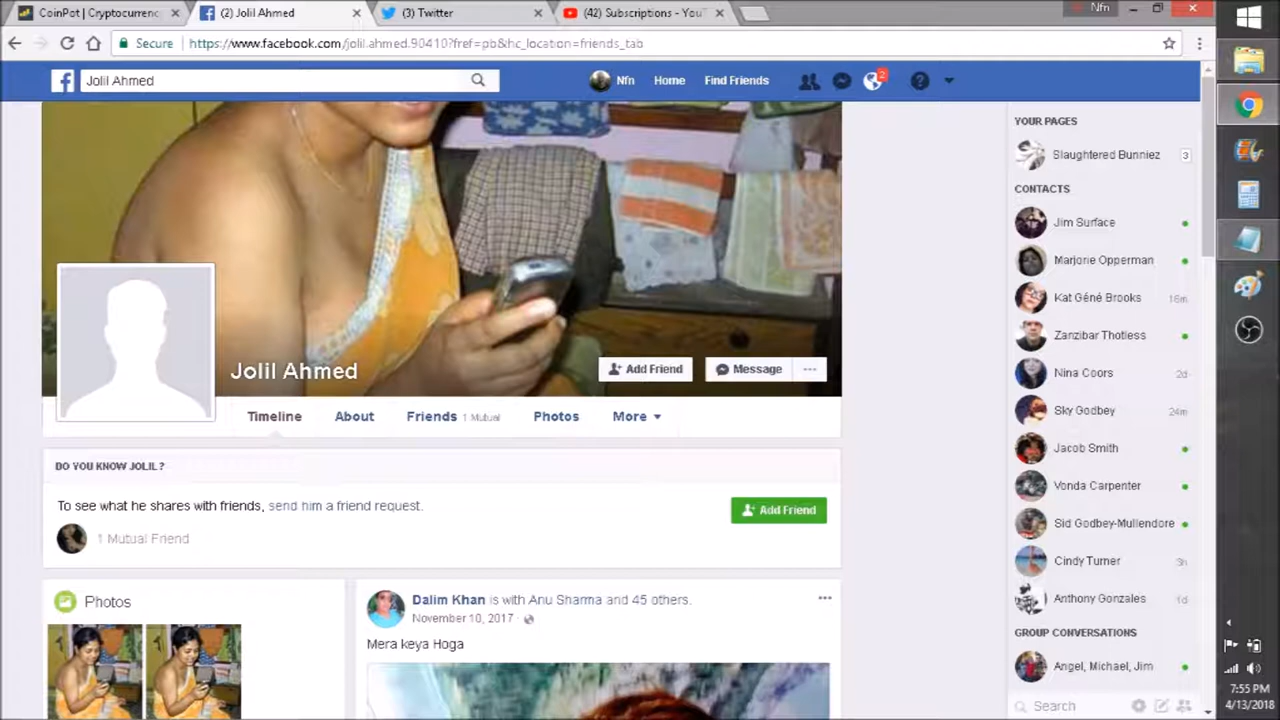 CoinPot | Cryptocurrenc
(2) Jolil Ahmed
(3) Twitter
(42) Subscriptions - YouT
Nfn
Secure
https://www.facebook.com/jolil.ahmed.90410?fref=pb&hc_location=friends_tab
Jolil Ahmed
Nfn
Home
Find Friends
2
Jolil Ahmed
Add Friend
Message
Timeline
About
Friends 1 Mutual
Photos
More
DO YOU KNOW JOLIL?
To see what he shares with friends, send him a friend request.
Add Friend
1 Mutual Friend
Photos
Dalim Khan is with Anu Sharma and 45 others.
November 10, 2017
Mera keya Hoga
YOUR PAGES
Slaughtered Bunniez 3
CONTACTS
Jim Surface
Marjorie Opperman
Kat Géné Brooks 18m
Zanzibar Thotless
Nina Coors 2d
Sky Godbey 24m
Jacob Smith
Vonda Carpenter
Sid Godbey-Mullendore
Cindy Turner 3h
Anthony Gonzales 1d
GROUP CONVERSATIONS
Angel, Michael, Jim
Search
7:55 PM
4/13/2018